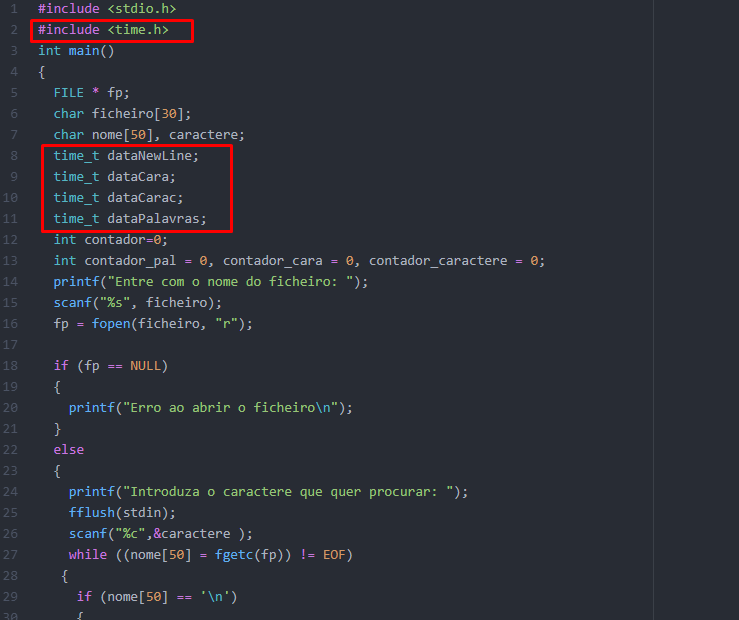 1 #include <stdio.h>
2 #include <time.h>
3 int main()
4 {
5 FILE * fp;
6 char ficheiro[30];
7 char nome[50], caractere;
8 time_t dataNewLine;
9 time_t dataCara;
10 time_t dataCarac;
11 time_t dataPalavras;
12 int contador=0;
13 int contador_pal = 0, contador_cara = 0, contador_caractere = 0;
14 printf("Entre com o nome do ficheiro: ");
15 scanf("%s", ficheiro);
16 fp = fopen(ficheiro, "r");
17
18 if (fp == NULL)
19 {
20 printf("Erro ao abrir o ficheiro\n");
21 }
22 else
23 {
24 printf("Introduza o caractere que quer procurar: ");
25 fflush(stdin);
26 scanf("%c",&caractere );
27 while ((nome[50] = fgetc(fp)) != EOF)
28 {
29 if (nome[50] == '\n')
30 {